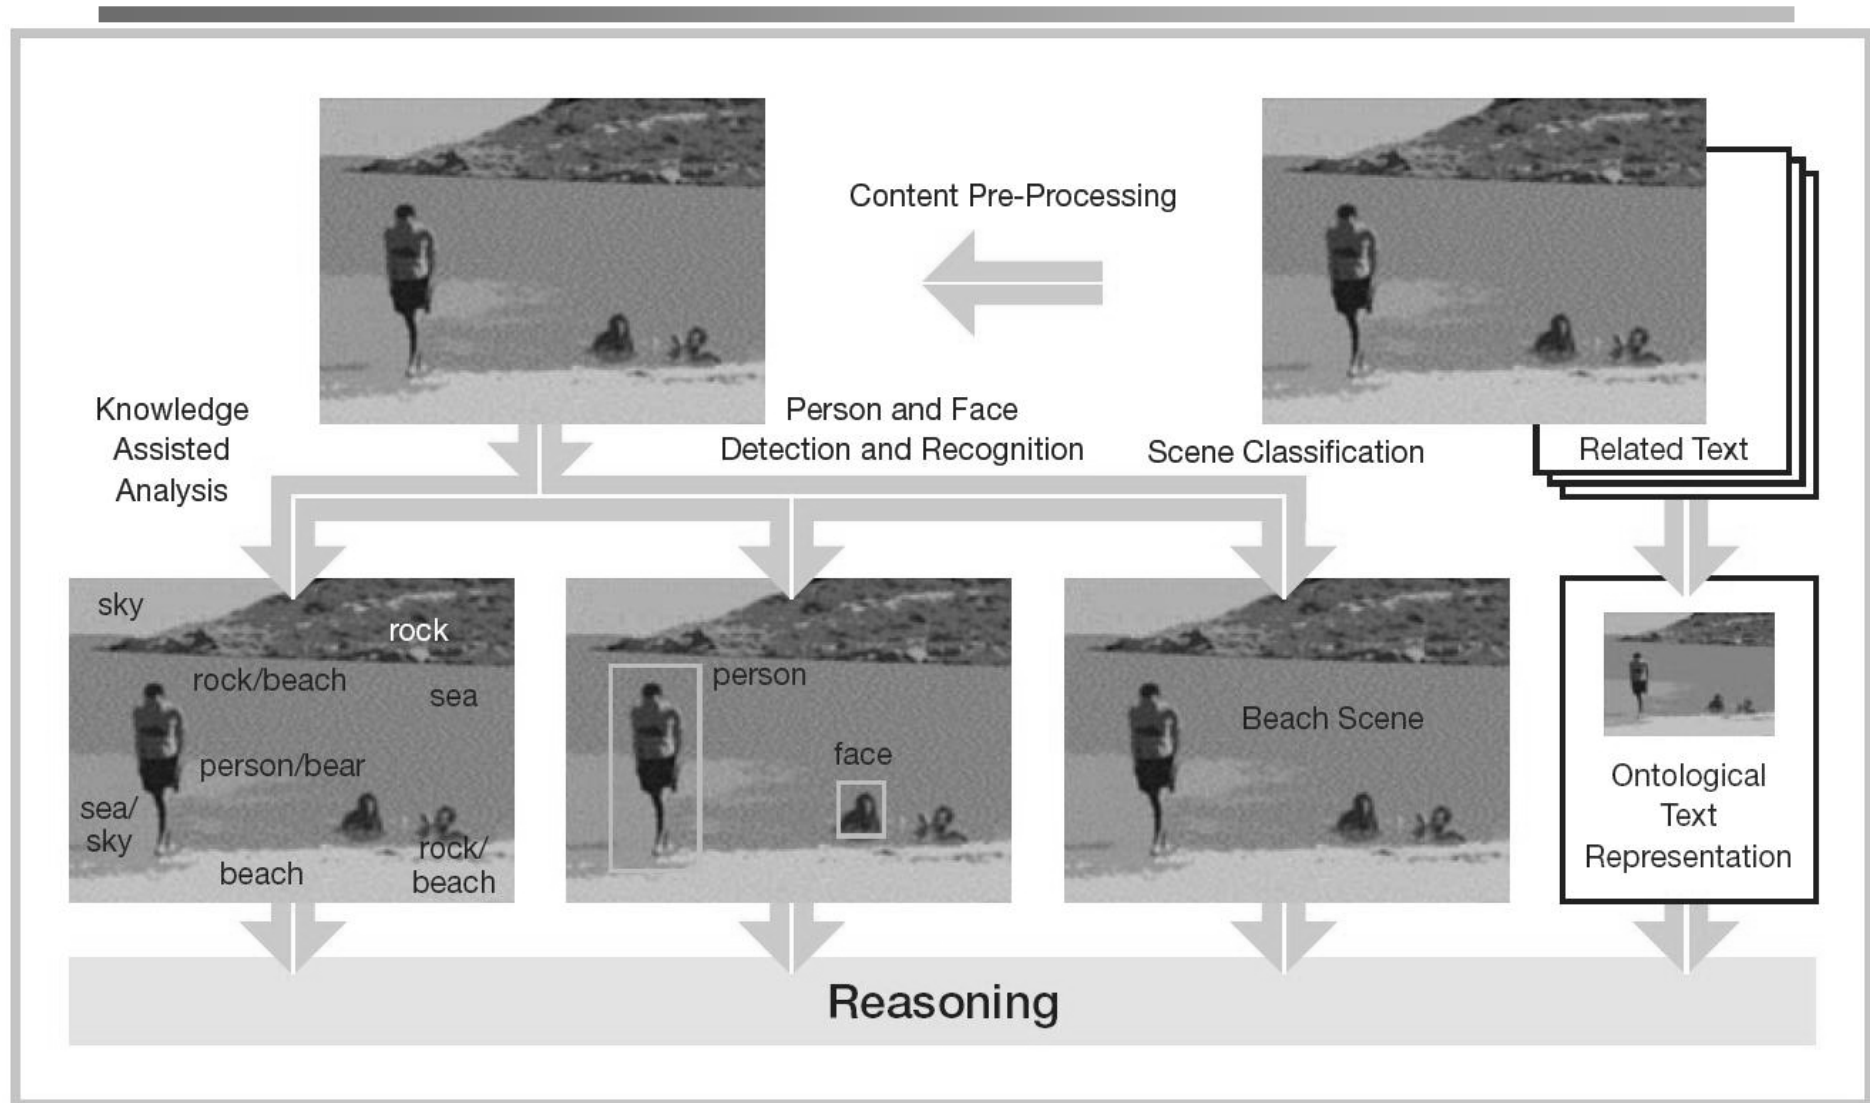 Content Pre-Processing
Knowledge
Assisted
Analysis
Person and Face
Detection and Recognition
Scene Classification
Related Text
sky
rock
rock/beach
sea
person/bear
sea/
sky
beach
rock/
beach
person
face
Beach Scene
Ontological
Text
Representation
Reasoning